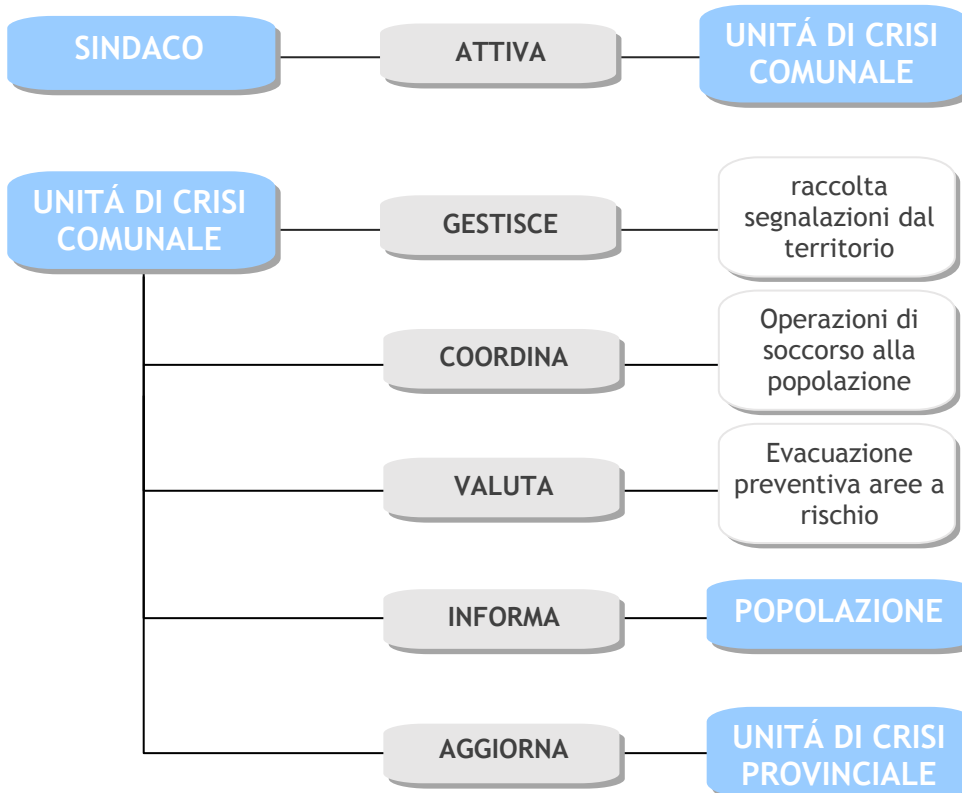 SINDACO
ATTIVA
UNITÁ DI CRISI
COMUNALE
UNITÁ DI CRISI
COMUNALE
GESTISCE
raccolta
segnalazioni dal
territorio
COORDINA
Operazioni di
soccorso alla
popolazione
VALUTA
Evacuazione
preventiva aree a
rischio
INFORMA
POPOLAZIONE
AGGIORNA
UNITÁ DI CRISI
PROVINCIALE